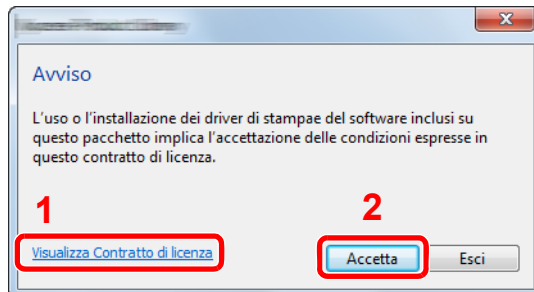 Avviso
L'uso o l'installazione dei driver di stampae del software inclusi su
questo pacchetto implica l'accettazione delle condizioni espresse in
questo contratto di licenza.
1
2
Visualizza Contratto di licenza
Accetta
Esci